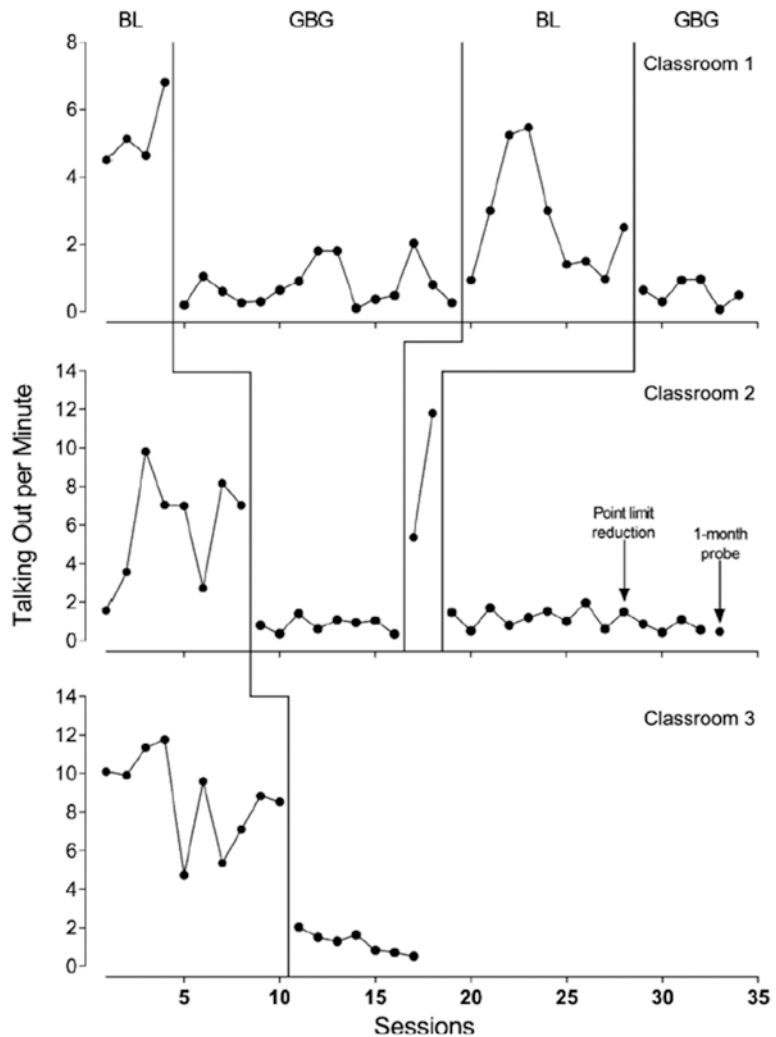 BL GBG BL GBG
Classroom 1
8
6
4
2
0
Talking Out per Minute
Classroom 2
14
12
10
8
6
4
2
0
Point limit
reduction
1-month
probe
Classroom 3
14
12
10
8
6
4
2
0
5 10 15 20 25 30 35
Sessions